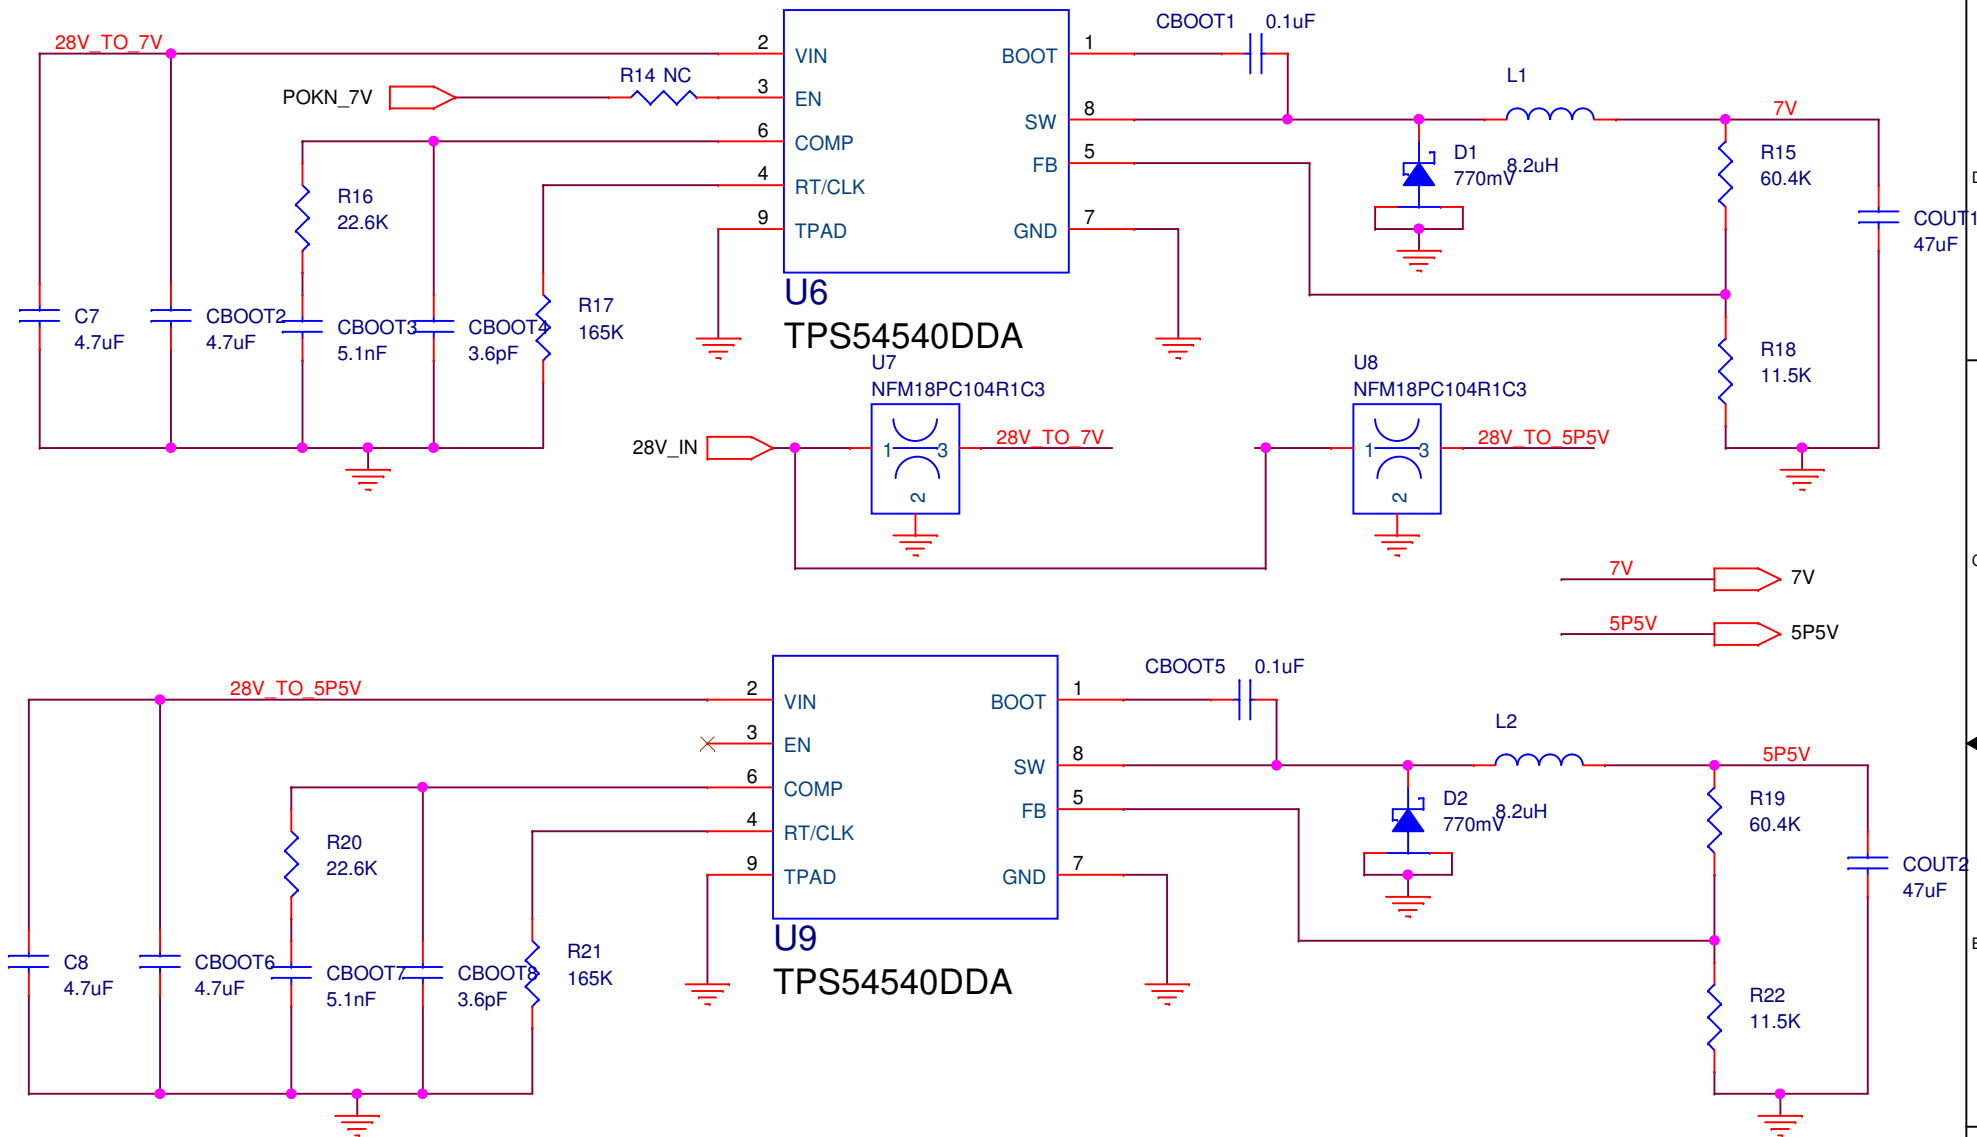 28V_TO_7V
2
VIN
POKN_7V
R14 NC
3
EN
6
COMP
4
RT/CLK
9
TPAD
BOOT
1
SW
8
FB
5
GND
7
CBOOT1
0.1uF
L1
8.2uH
D1
770mV
7V
R15
60.4K
COUT1
47uF
R16
22.6K
C7
4.7uF
CBOOT2
4.7uF
CBOOT3
5.1nF
CBOOT4
3.6pF
R17
165K
R18
11.5K
U6
TPS54540DDA
U7
NFM18PC104R1C3
28V_IN
1
3
2
28V_TO_7V
U8
NFM18PC104R1C3
1
3
2
28V_TO_5P5V
7V
7V
5P5V
5P5V
28V_TO_5P5V
2
VIN
3
EN
6
COMP
4
RT/CLK
9
TPAD
BOOT
1
SW
8
FB
5
GND
7
CBOOT5
0.1uF
L2
8.2uH
D2
770mV
5P5V
R19
60.4K
COUT2
47uF
R20
22.6K
C8
4.7uF
CBOOT6
4.7uF
CBOOT7
5.1nF
CBOOT8
3.6pF
R21
165K
R22
11.5K
U9
TPS54540DDA